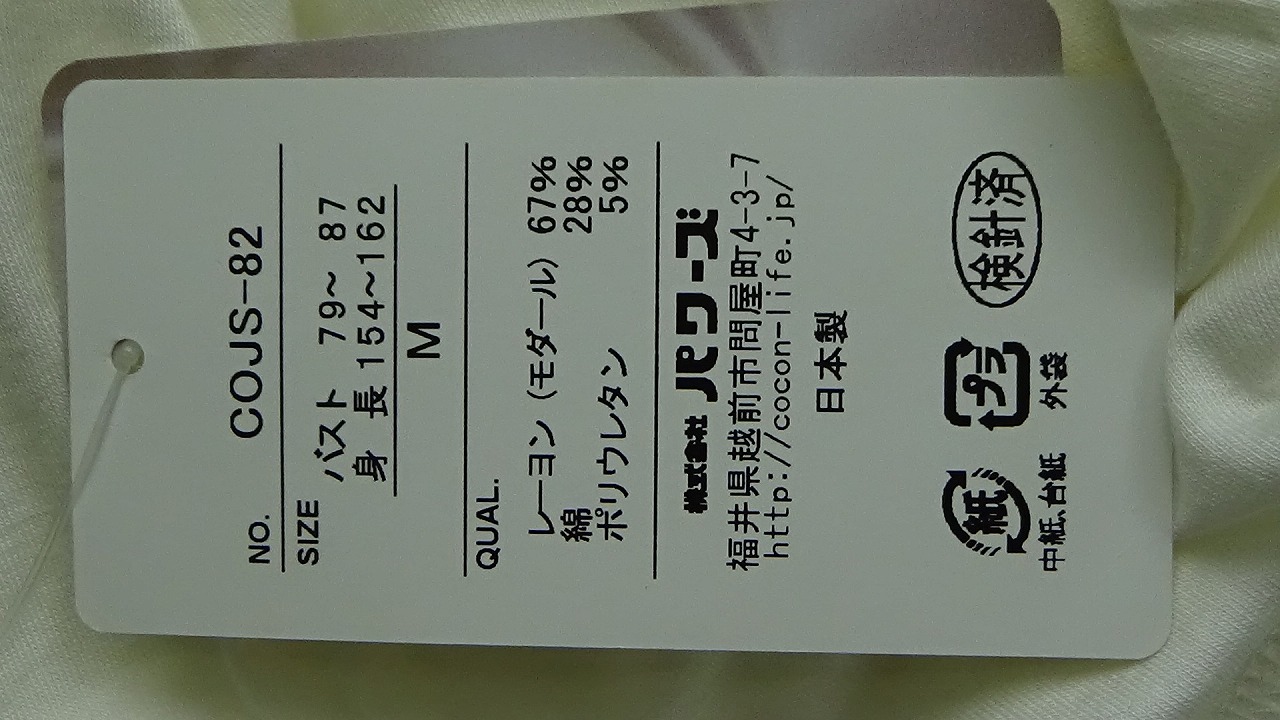 NO. COJS-82
SIZE
バスト 79〜 87
身 長 154〜162
M
QUAL.
レーヨン (モダール) 67%
綿 28%
ポリウレタン 5%
株式会社 パワーズ
福井県越前市問屋町4-3-7
http://cocon-life.jp/
日本製
紙 プラ 検針済
中紙、台紙 外袋